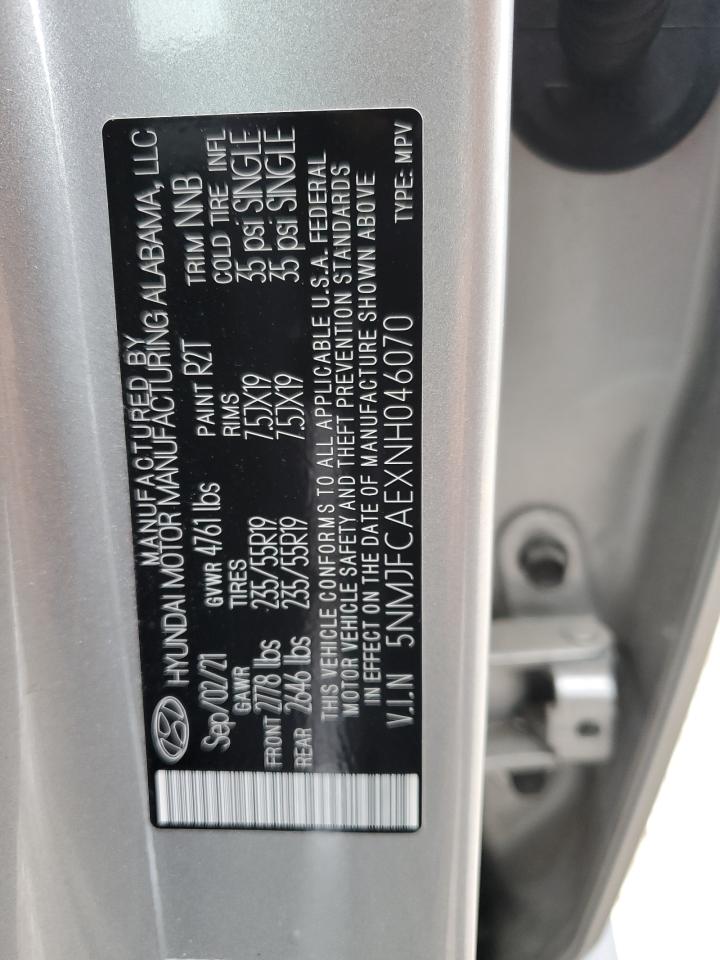 MANUFACTURED BY
HYUNDAI MOTOR MANUFACTURING ALABAMA, LLC
Sep/02/21 GVWR 4761 lbs PAINT R2T TRIM NNB
GAWR TIRES RIMS COLD TIRE INFL
FRONT 2778 lbs 235/55R19 7.5JX19 35 psi SINGLE
REAR 2646 lbs 235/55R19 7.5JX19 35 psi SINGLE
THIS VEHICLE CONFORMS TO ALL APPLICABLE U.S.A. FEDERAL
MOTOR VEHICLE SAFETY AND THEFT PREVENTION STANDARDS
IN EFFECT ON THE DATE OF MANUFACTURE SHOWN ABOVE
V.I.N 5NMJFCAEXNH046070 TYPE: MPV